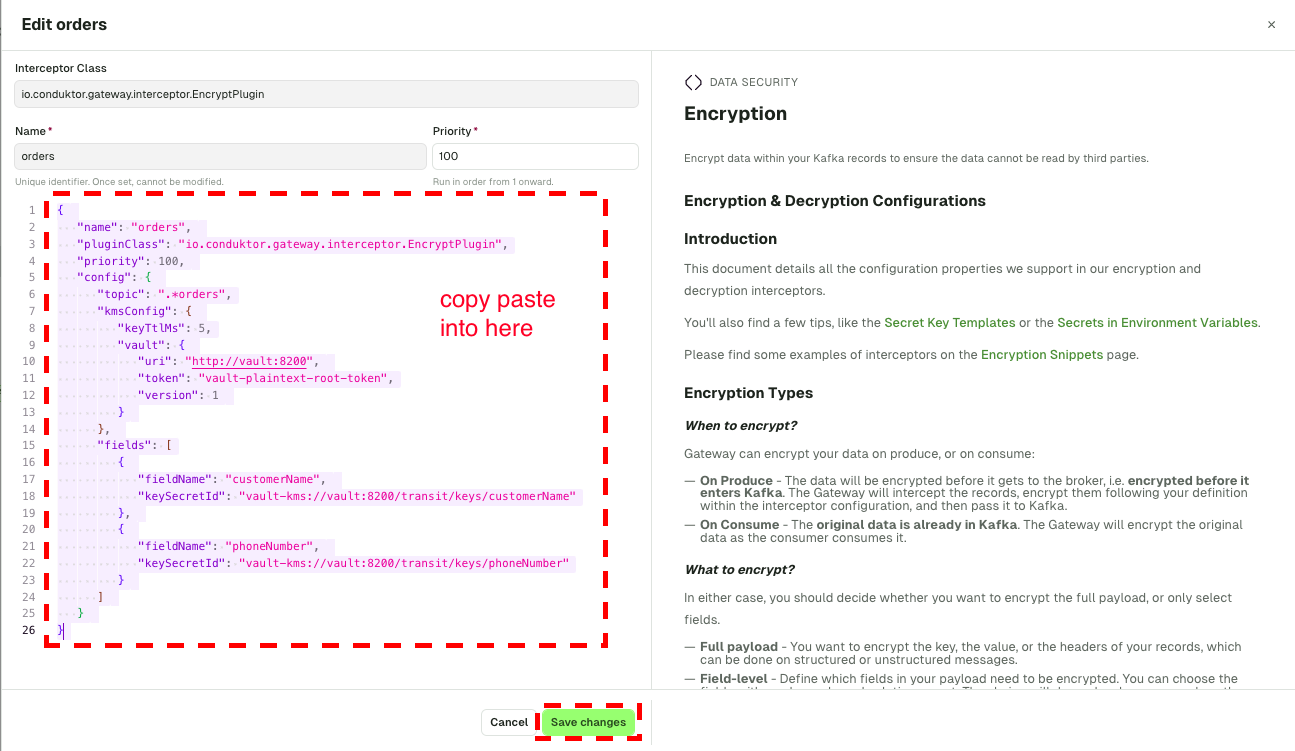 Edit orders
×
Interceptor Class
io.conduktor.gateway.interceptor.EncryptPlugin
Name*
Priority*
orders
100
Unique identifier. Once set, cannot be modified.
Run in order from 1 onward.
1 {
2 "name": "orders",
3 "pluginClass": "io.conduktor.gateway.interceptor.EncryptPlugin",
4 "priority": 100,
5 "config": {
6 "topic": ".*orders",
7 "kmsConfig": {
8 "keyTtlMs": 5,
9 "vault": {
10 "uri": "http://vault:8200",
11 "token": "vault-plaintext-root-token",
12 "version": 1
13 }
14 },
15 "fields": [
16 {
17 "fieldName": "customerName",
18 "keySecretId": "vault-kms://vault:8200/transit/keys/customerName"
19 },
20 {
21 "fieldName": "phoneNumber",
22 "keySecretId": "vault-kms://vault:8200/transit/keys/phoneNumber"
23 }
24 ]
25 }
26 }
copy paste
into here
Cancel
Save changes
DATA SECURITY
Encryption
Encrypt data within your Kafka records to ensure the data cannot be read by third parties.
Encryption & Decryption Configurations
Introduction
This document details all the configuration properties we support in our encryption and
decryption interceptors.
You'll also find a few tips, like the Secret Key Templates or the Secrets in Environment Variables.
Please find some examples of interceptors on the Encryption Snippets page.
Encryption Types
When to encrypt?
Gateway can encrypt your data on produce, or on consume:
— On Produce - The data will be encrypted before it gets to the broker, i.e. encrypted before it
enters Kafka. The Gateway will intercept the records, encrypt them following your definition
within the interceptor configuration, and then pass it to Kafka.
— On Consume - The original data is already in Kafka. The Gateway will encrypt the original
data as the consumer consumes it.
What to encrypt?
In either case, you should decide whether you want to encrypt the full payload, or only select
fields.
— Full payload - You want to encrypt the key, the value, or the headers of your records, which
can be done on structured or unstructured messages.
— Field-level - Define which fields in your payload need to be encrypted. You can choose the